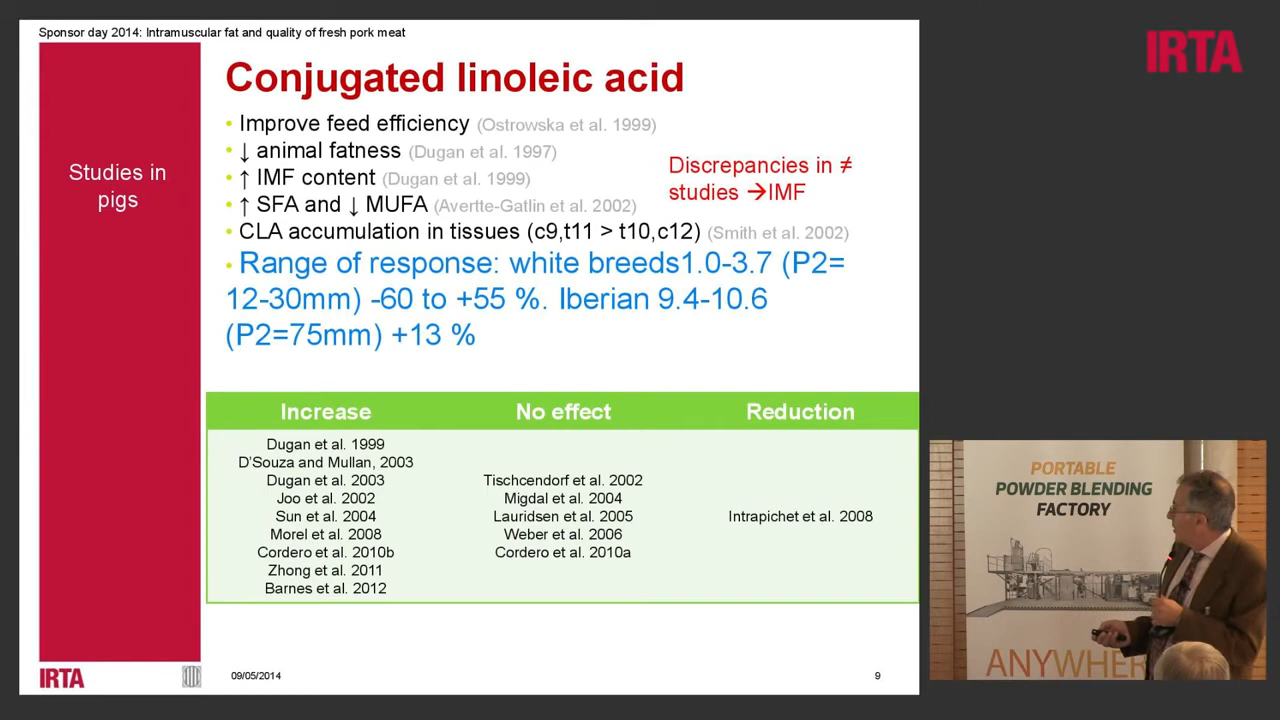 Sponsor day 2014: Intramuscular fat and quality of fresh pork meat
IRTA
Conjugated linoleic acid
Studies in
pigs
• Improve feed efficiency (Ostrowska et al. 1999)
• ↓ animal fatness (Dugan et al. 1997)
• ↑ IMF content (Dugan et al. 1999)
• ↑ SFA and ↓ MUFA (Avertte-Gatlin et al. 2002)
• CLA accumulation in tissues (c9,t11 > t10,c12) (Smith et al. 2002)
Discrepancies in ≠
studies →IMF
• Range of response: white breeds1.0-3.7 (P2=
12-30mm) -60 to +55 %. Iberian 9.4-10.6
(P2=75mm) +13 %
Increase No effect Reduction
Dugan et al. 1999
D'Souza and Mullan, 2003
Dugan et al. 2003
Joo et al. 2002
Sun et al. 2004
Morel et al. 2008
Cordero et al. 2010b
Zhong et al. 2011
Barnes et al. 2012
Tischcendorf et al. 2002
Migdal et al. 2004
Lauridsen et al. 2005
Weber et al. 2006
Cordero et al. 2010a
Intrapichet et al. 2008
IRTA
09/05/2014
9
PORTABLE
POWDER BLENDING
FACTORY
ANYWHER